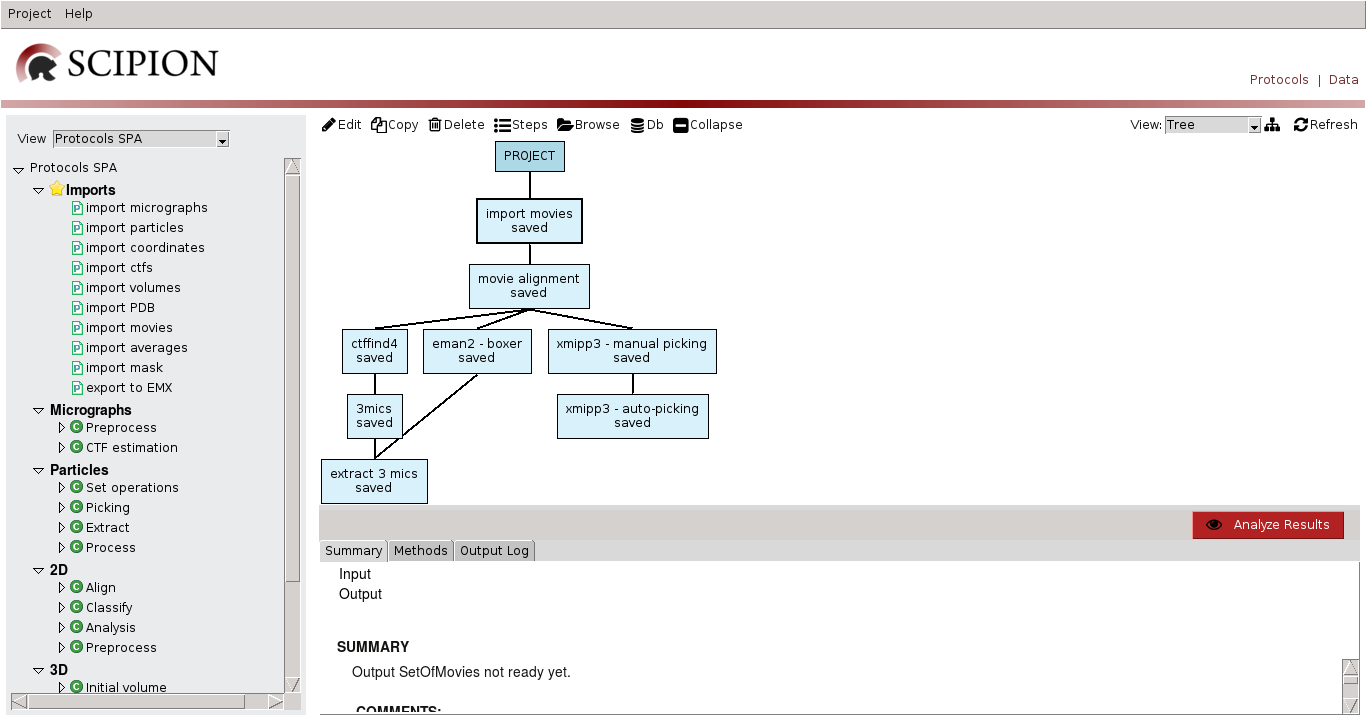 Project Help
SCIPION
Protocols | Data
View Protocols SPA
Protocols SPA
Imports
import micrographs
import particles
import coordinates
import ctfs
import volumes
import PDB
import movies
import averages
import mask
export to EMX
Micrographs
Preprocess
CTF estimation
Particles
Set operations
Picking
Extract
Process
2D
Align
Classify
Analysis
Preprocess
3D
Initial volume
Edit Copy Delete Steps Browse Db Collapse
View: Tree Refresh
PROJECT
import movies
saved
movie alignment
saved
ctffind4
saved
eman2 - boxer
saved
xmipp3 - manual picking
saved
3mics
saved
xmipp3 - auto-picking
saved
extract 3 mics
saved
Analyze Results
Summary Methods Output Log
Input
Output
SUMMARY
Output SetOfMovies not ready yet.
COMMENTS: